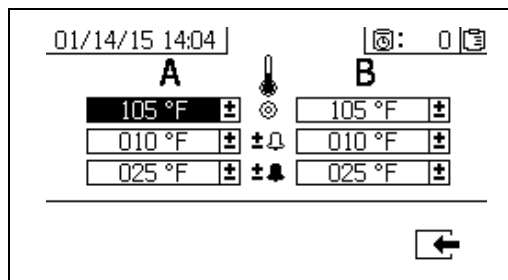 01/14/15 14:04 : 0
A B
105 °F ± 105 °F ±
010 °F ± ± 010 °F ±
025 °F ± ± 025 °F ±